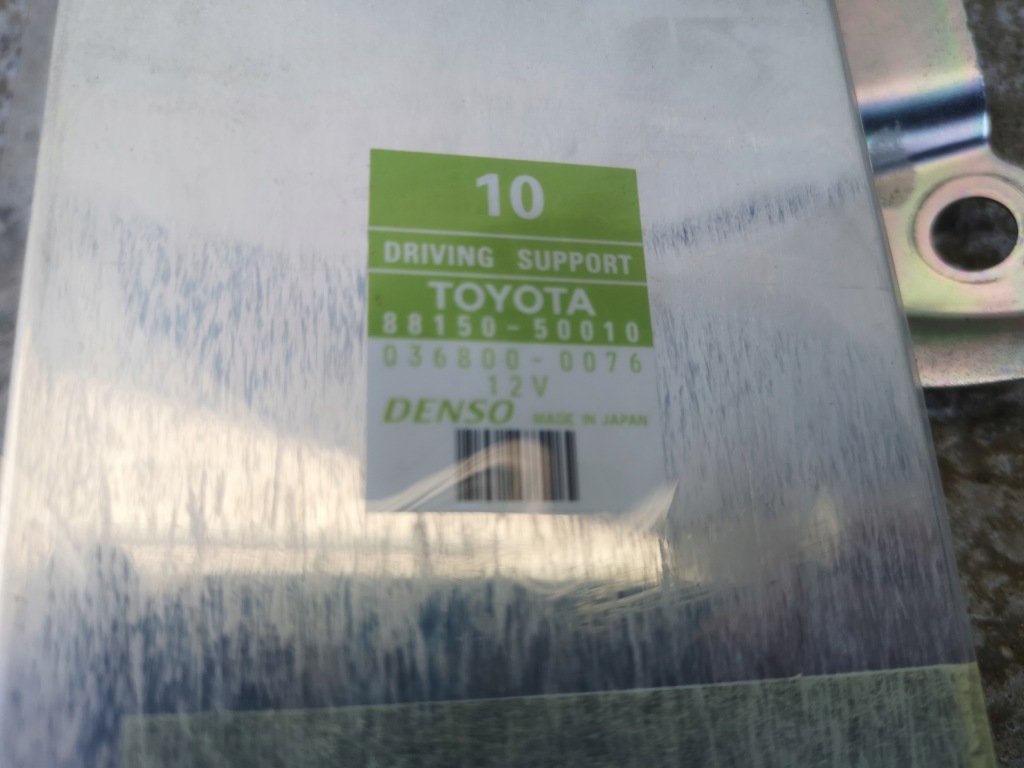 10
DRIVING SUPPORT
TOYOTA
88150-50010
036800-0076
12V
DENSO MADE IN JAPAN